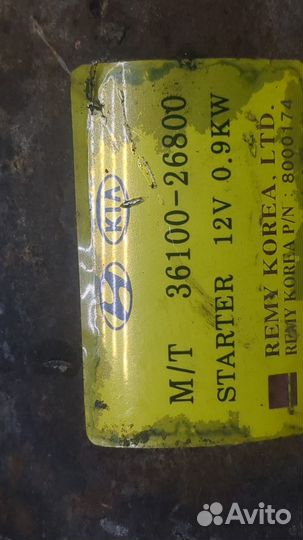 KIA
M/T 36100-26800
STARTER 12V 0.9KW
REMY KOREA, LTD.
REMY KOREA P/N : 8000174
Avito